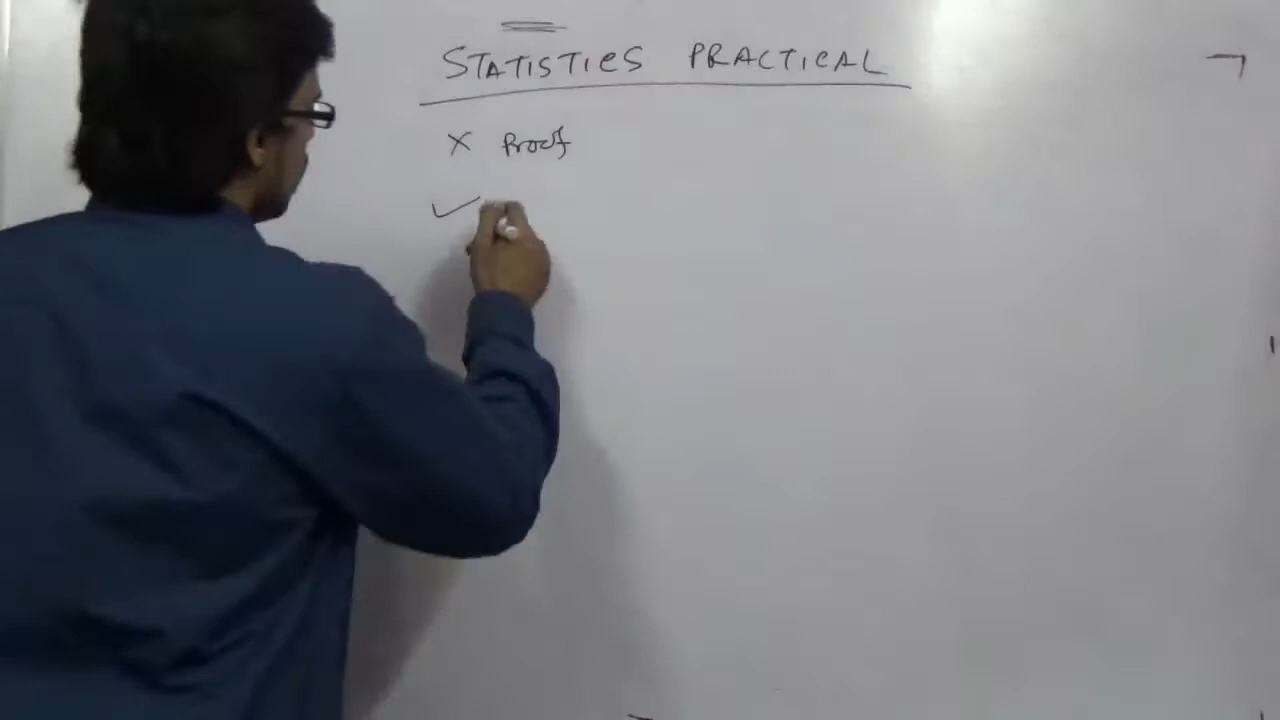 STATISTICS PRACTICAL
× Proof
✓